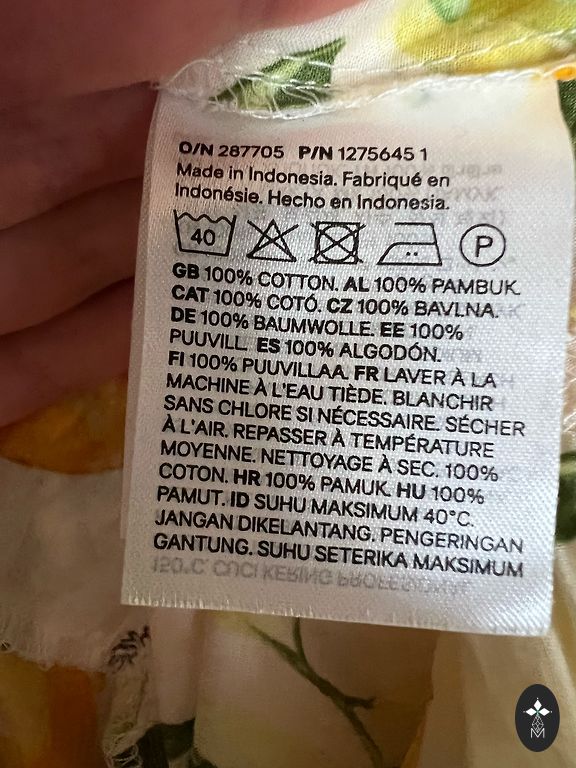 O/N 287705 P/N 1275645 1
Made in Indonesia. Fabriqué en
Indonésie. Hecho en Indonesia.
40 P
GB 100% COTTON. AL 100% PAMBUK.
CAT 100% COTÓ. CZ 100% BAVLNA.
DE 100% BAUMWOLLE. EE 100%
PUUVILL. ES 100% ALGODÓN.
FI 100% PUUVILLAA. FR LAVER À LA
MACHINE À L'EAU TIÈDE. BLANCHIR
SANS CHLORE SI NÉCESSAIRE. SÉCHER
À L'AIR. REPASSER À TEMPÉRATURE
MOYENNE. NETTOYAGE À SEC. 100%
COTON. HR 100% PAMUK. HU 100%
PAMUT. ID SUHU MAKSIMUM 40°C.
JANGAN DIKELANTANG. PENGERINGAN
GANTUNG. SUHU SETERIKA MAKSIMUM